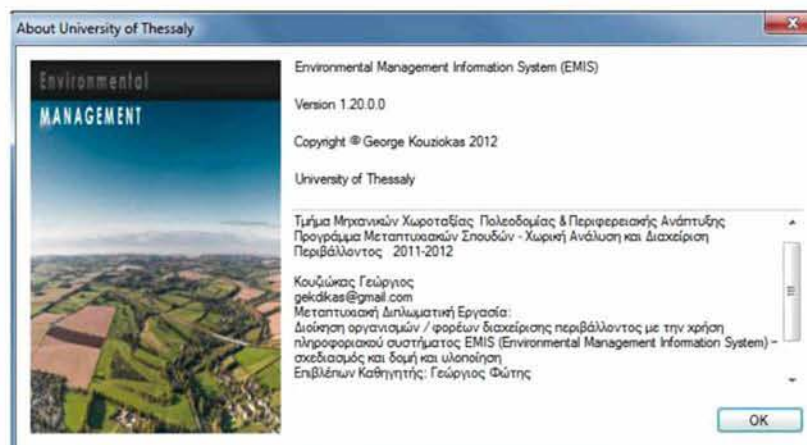 About University of Thessaly
Environmental
MANAGEMENT
Environmental Management Information System (EMIS)
Version 1.20.0.0
Copyright © George Kouziokas 2012
University of Thessaly
Τμήμα Μηχανικών Χωροταξίας Πολεοδομίας & Περιφερειακής Ανάπτυξης
Προγράμμα Μεταπτυχιακών Σπουδών - Χωρική Ανάλυση και Διαχείριση
Περιβάλλοντος 2011-2012
Κουζιώκας Γεώργιος
gekdikas@gmail.com
Μεταπτυχιακή Διπλωματική Εργασία:
Διοίκηση οργανισμών / φορέων διαχείρισης περιβάλλοντος με την χρήση
πληροφοριακού συστήματος EMIS (Environmental Management Information System) –
σχεδιασμός και δομή και υλοποίηση
Επιβλέπων Καθηγητής: Γεώργιος Φώτης
OK